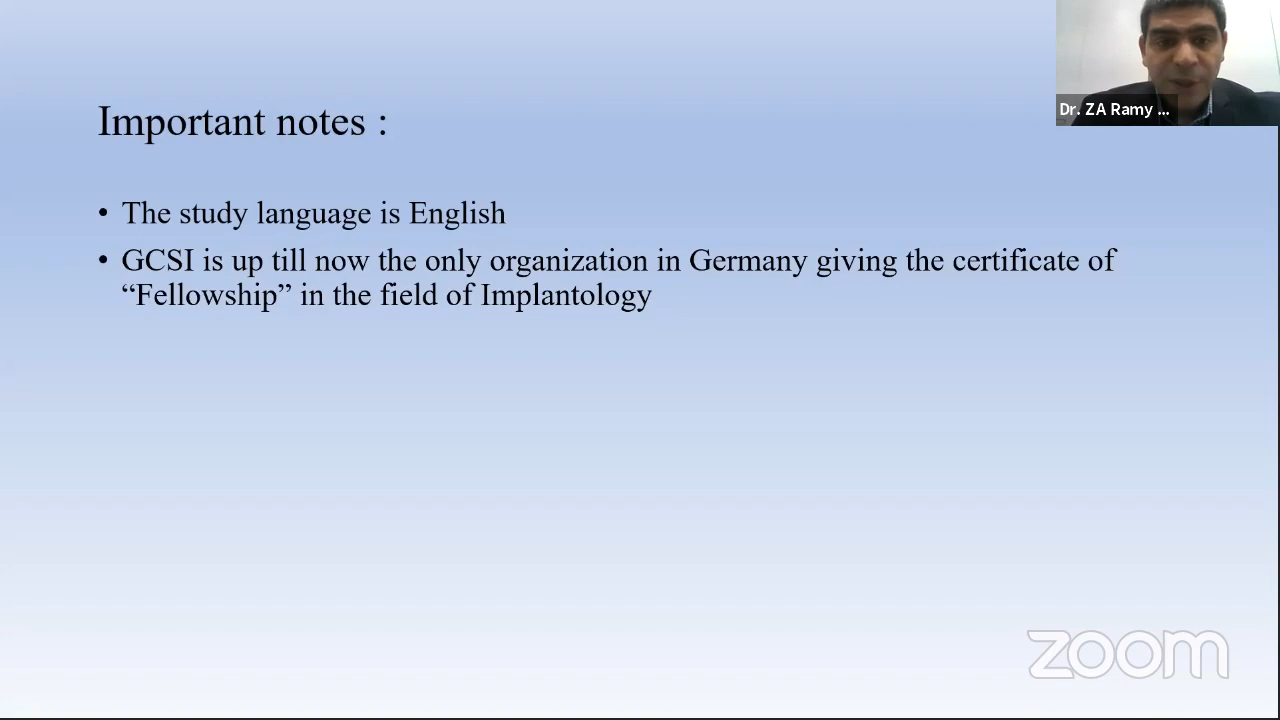 Dr. ZA Ramy ...
Important notes :
• The study language is English
• GCSI is up till now the only organization in Germany giving the certificate of
“Fellowship” in the field of Implantology
zoom